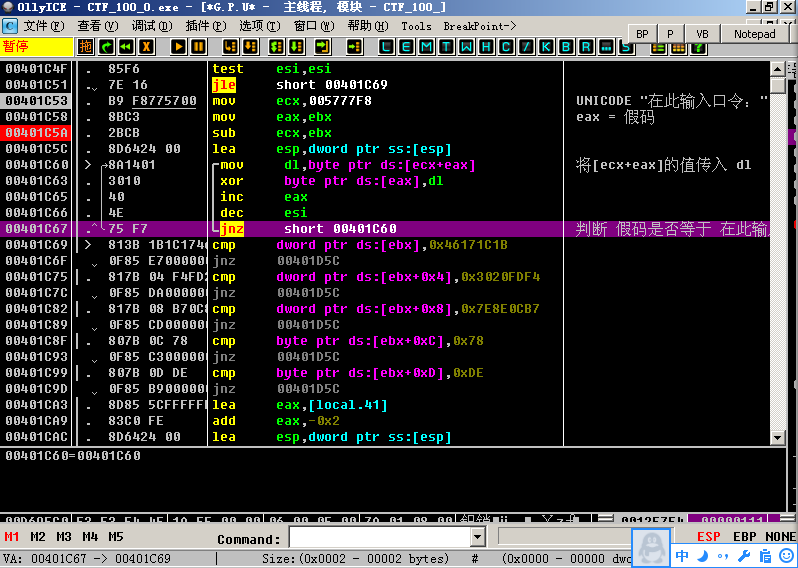 OllyICE - CTF_100_0.exe - [*G.P.U* - 主线程, 模块 - CTF_100_]
文件(F) 查看(V) 调试(D) 插件(P) 选项(T) 窗口(W) 帮助(H) Tools BreakPoint->
BP P VB Notepad
暂停 拖 X L E M T W H C / K B R ... S ?
00401C4F . 85F6 test esi,esi
00401C51 . 7E 16 jle short 00401C69
00401C53 . B9 F8775700 mov ecx,005777F8 UNICODE "在此输入口令："
00401C58 . 8BC3 mov eax,ebx eax = 假码
00401C5A . 2BCB sub ecx,ebx
00401C5C . 8D6424 00 lea esp,dword ptr ss:[esp]
00401C60 > 8A1401 mov dl,byte ptr ds:[ecx+eax] 将[ecx+eax]的值传入 dl
00401C63 . 3010 xor byte ptr ds:[eax],dl
00401C65 . 40 inc eax
00401C66 . 4E dec esi
00401C67 .^ 75 F7 jnz short 00401C60 判断 假码是否等于 在此输
00401C69 > 813B 1B1C174 cmp dword ptr ds:[ebx],0x46171C1B
00401C6F . 0F85 E700000 jnz 00401D5C
00401C75 . 817B 04 F4FD2 cmp dword ptr ds:[ebx+0x4],0x3020FDF4
00401C7C . 0F85 DA00000 jnz 00401D5C
00401C82 . 817B 08 B70C8 cmp dword ptr ds:[ebx+0x8],0x7E8E0CB7
00401C89 . 0F85 CD00000 jnz 00401D5C
00401C8F . 807B 0C 78 cmp byte ptr ds:[ebx+0xC],0x78
00401C93 . 0F85 C300000 jnz 00401D5C
00401C99 . 807B 0D DE cmp byte ptr ds:[ebx+0xD],0xDE
00401C9D . 0F85 B900000 jnz 00401D5C
00401CA3 . 8D85 5CFFFFF lea eax,[local.41]
00401CA9 . 83C0 FE add eax,-0x2
00401CAC . 8D6424 00 lea esp,dword ptr ss:[esp]
00401C60=00401C60
M1 M2 M3 M4 M5 Command: ESP EBP NONE
VA: 00401C67 -> 00401C69 Size:(0x0002 - 00002 bytes) # (0x0000 - 00000 dwo
中